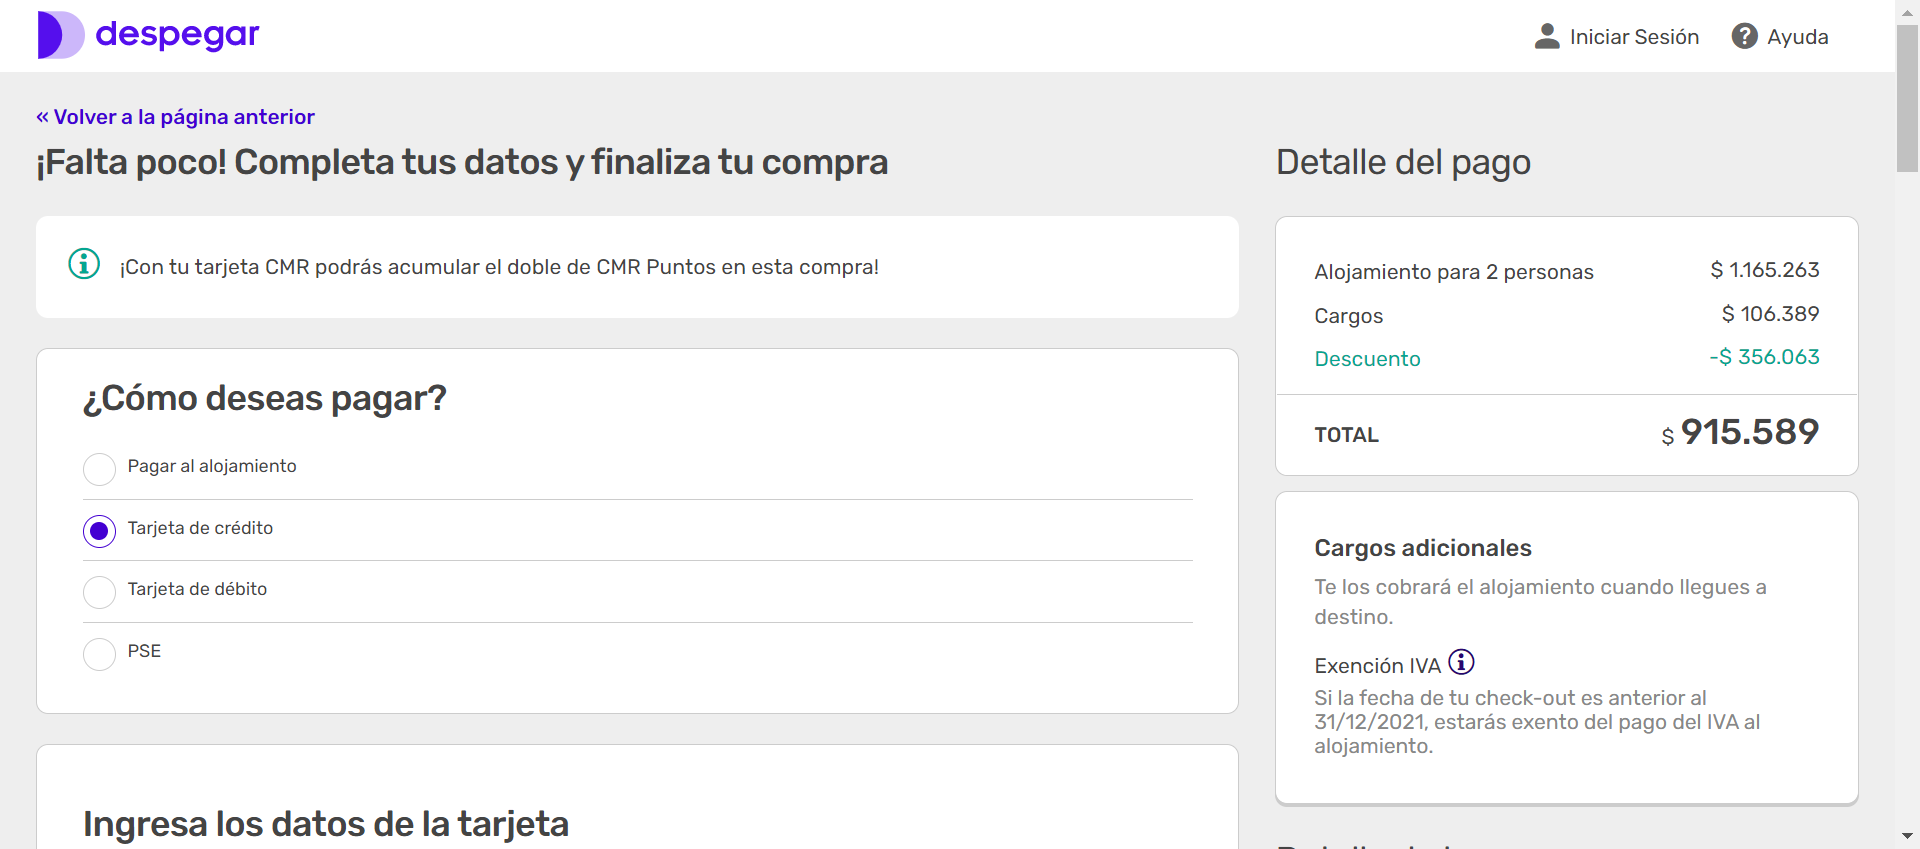 despegar
Iniciar Sesión
Ayuda
« Volver a la página anterior
¡Falta poco! Completa tus datos y finaliza tu compra
¡Con tu tarjeta CMR podrás acumular el doble de CMR Puntos en esta compra!
¿Cómo deseas pagar?
Pagar al alojamiento
Tarjeta de crédito
Tarjeta de débito
PSE
Ingresa los datos de la tarjeta
Detalle del pago
Alojamiento para 2 personas $ 1.165.263
Cargos $ 106.389
Descuento -$ 356.063
TOTAL $ 915.589
Cargos adicionales
Te los cobrará el alojamiento cuando llegues a
destino.
Exención IVA
Si la fecha de tu check-out es anterior al
31/12/2021, estarás exento del pago del IVA al
alojamiento.